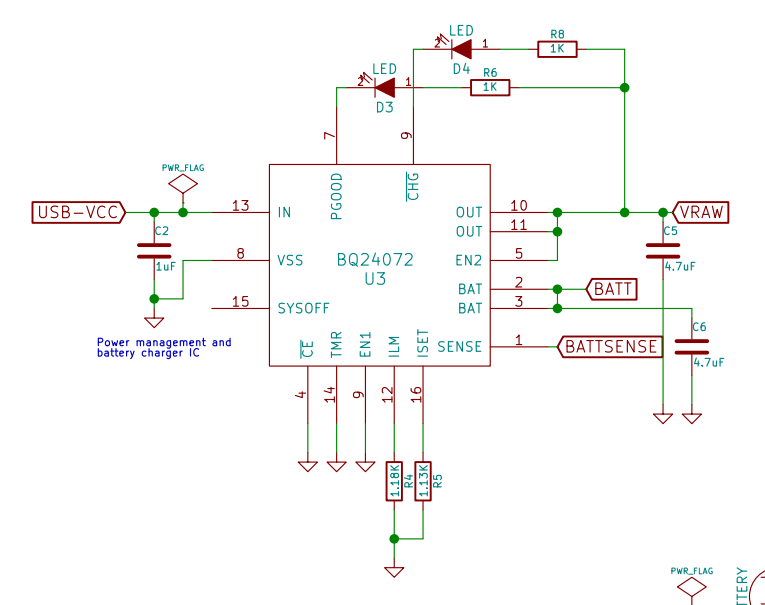 LED
R8
2
1
1K
D4
LED
R6
2
1
1K
D3
7
9
PWR_FLAG
USB-VCC
13
IN
PGOOD
CHG
OUT
10
VRAW
C2
1uF
OUT
11
C5
4.7uF
8
VSS
BQ24072
U3
EN2
5
BAT
2
BATT
15
SYSOFF
BAT
3
Power management and
battery charger IC
CE
TMR
EN1
ILM
ISET
SENSE
1
BATTSENSE
C6
4.7uF
4
14
9
12
16
1.18K
R4
1.13K
R5
PWR_FLAG
TTERY